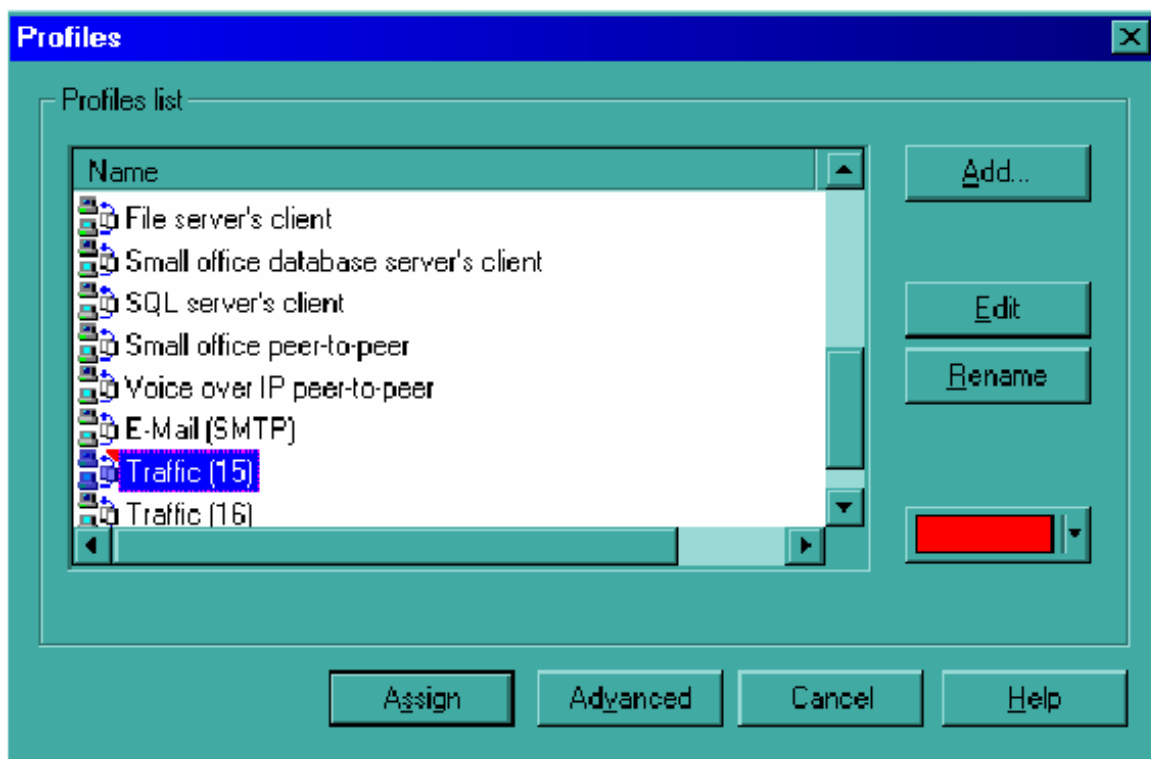 Profiles
Profiles list
Name
File server's client
Small office database server's client
SQL server's client
Small office peer-to-peer
Voice over IP peer-to-peer
E-Mail (SMTP)
Traffic (15)
Traffic (16)
Add...
Edit
Rename
Assign
Advanced
Cancel
Help